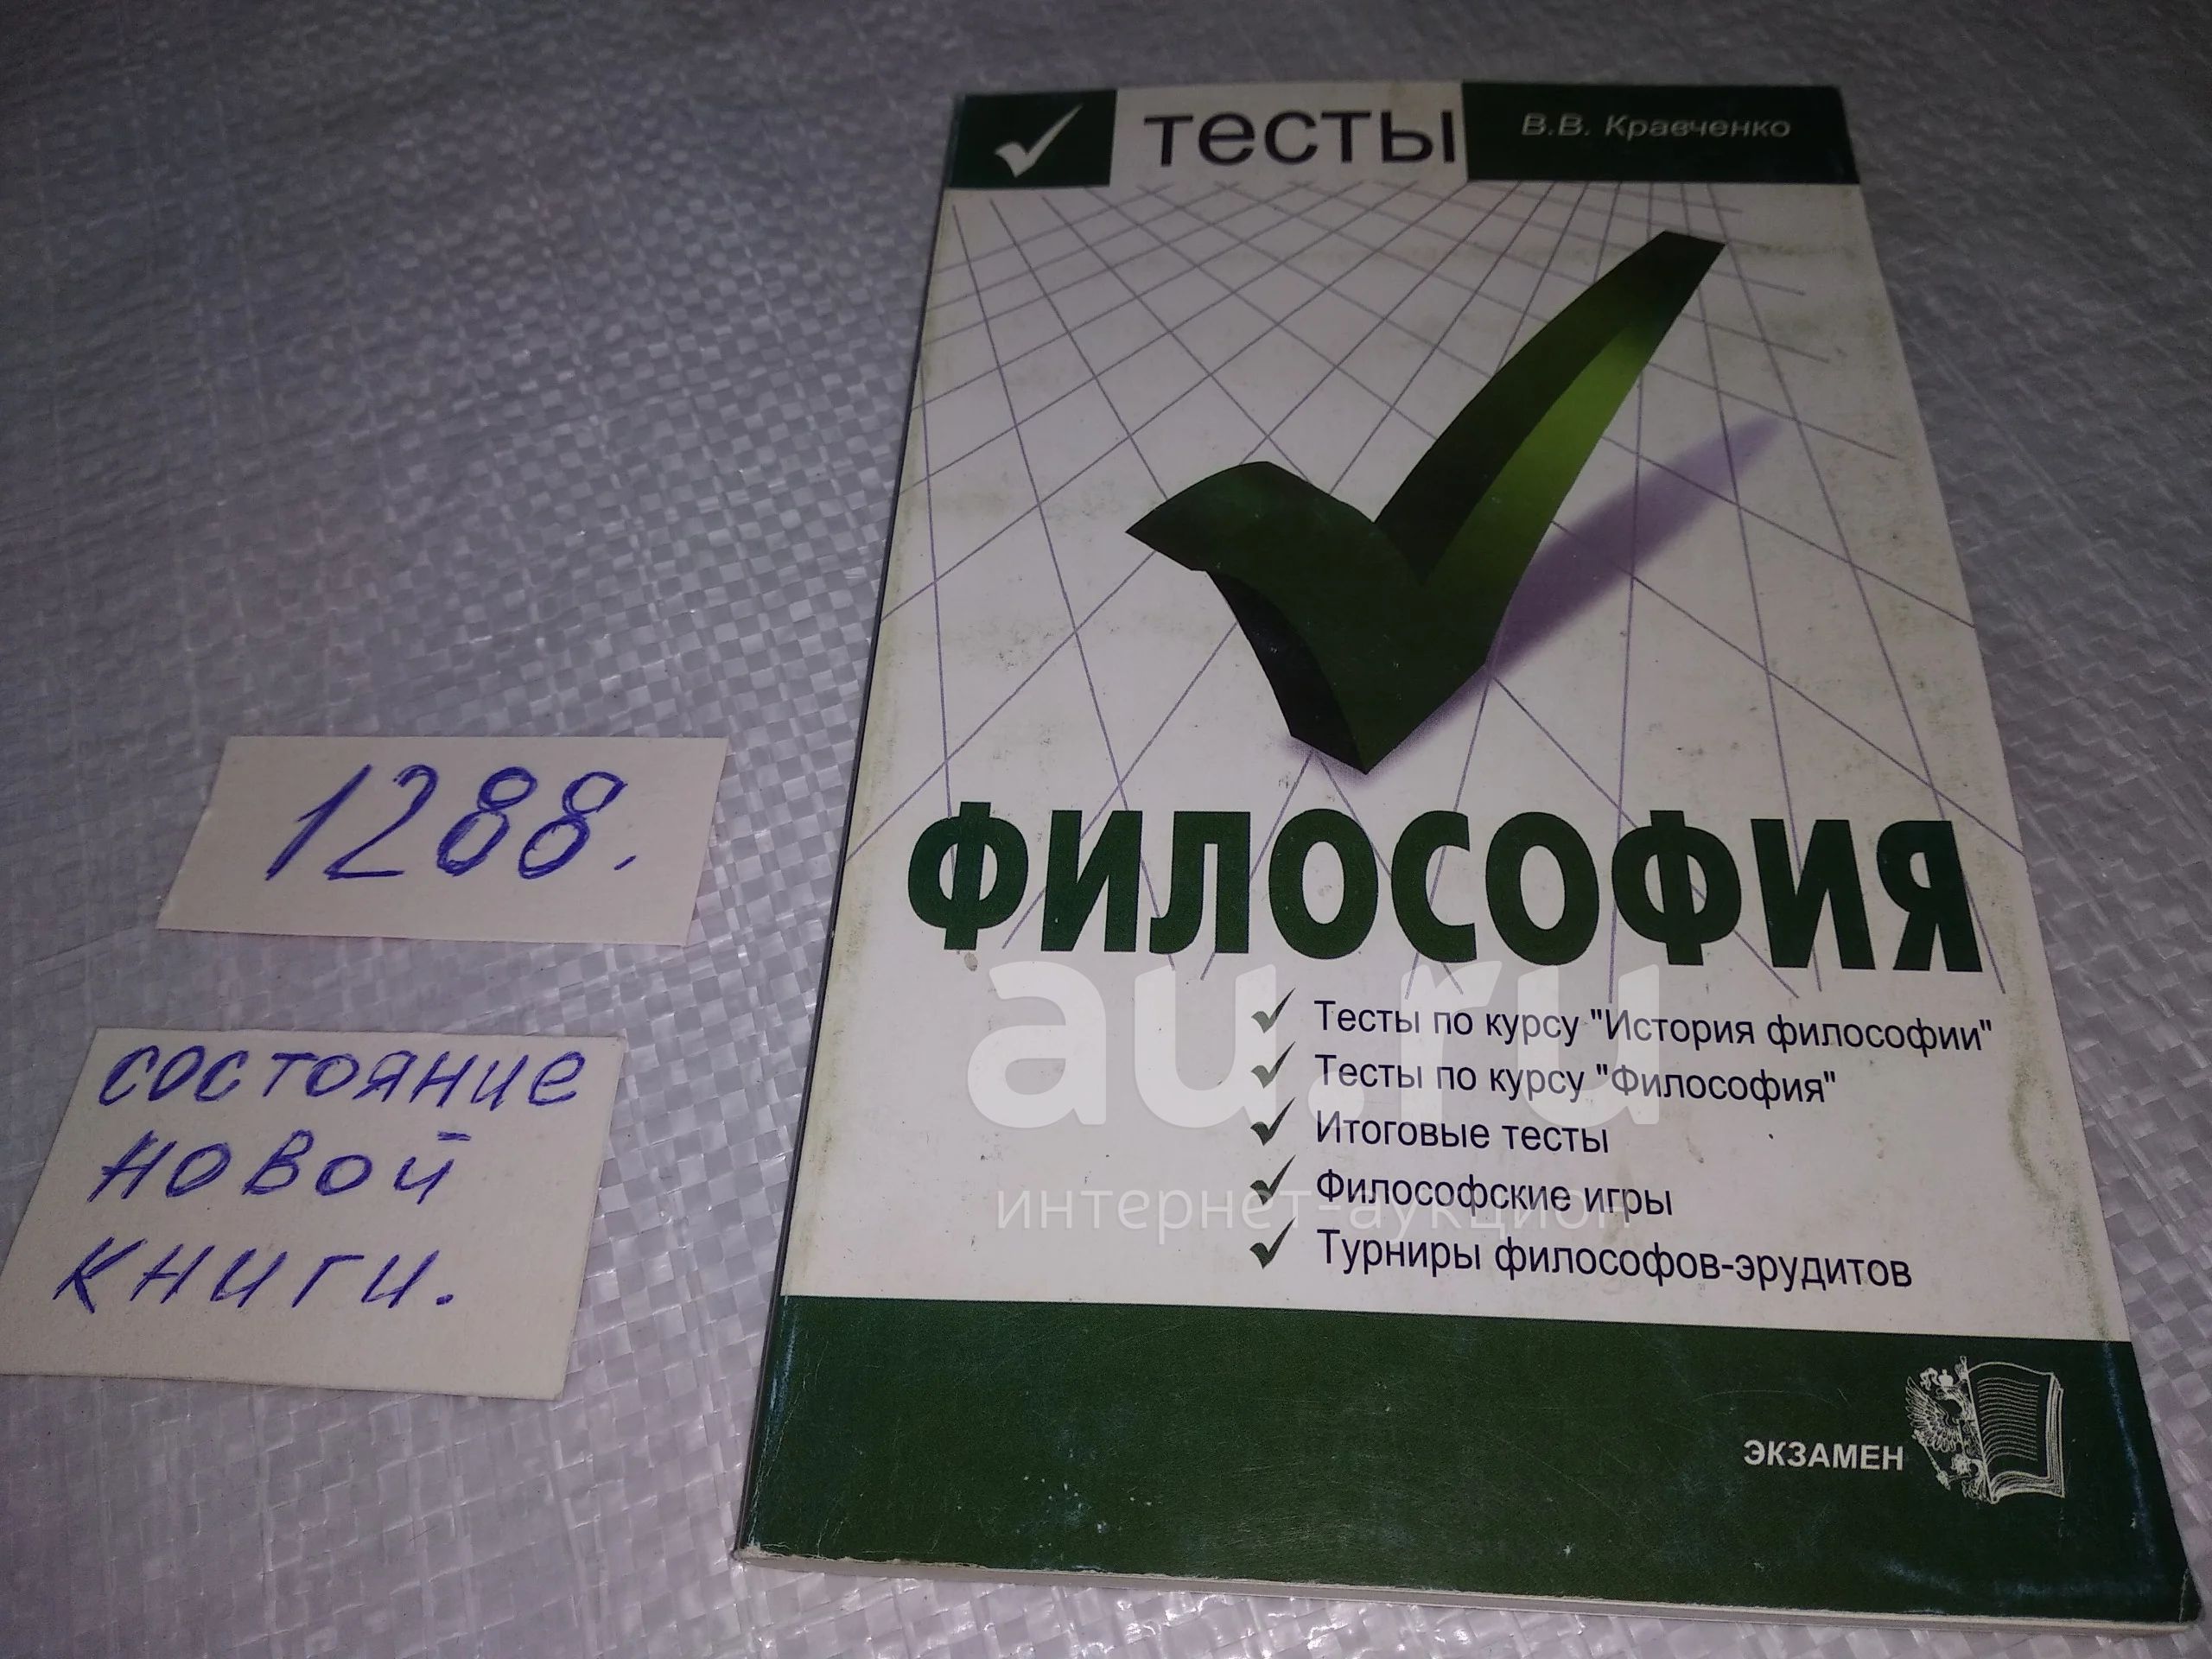 тесты
В.В. Кравченко
1288.
ФИЛОСОФИЯ
Тесты по курсу "История философии"
Тесты по курсу "Философия"
Итоговые тесты
Философские игры
Турниры философов-эрудитов
au.ru
интернет-аукцион
состояние
новой
книги.
ЭКЗАМЕН